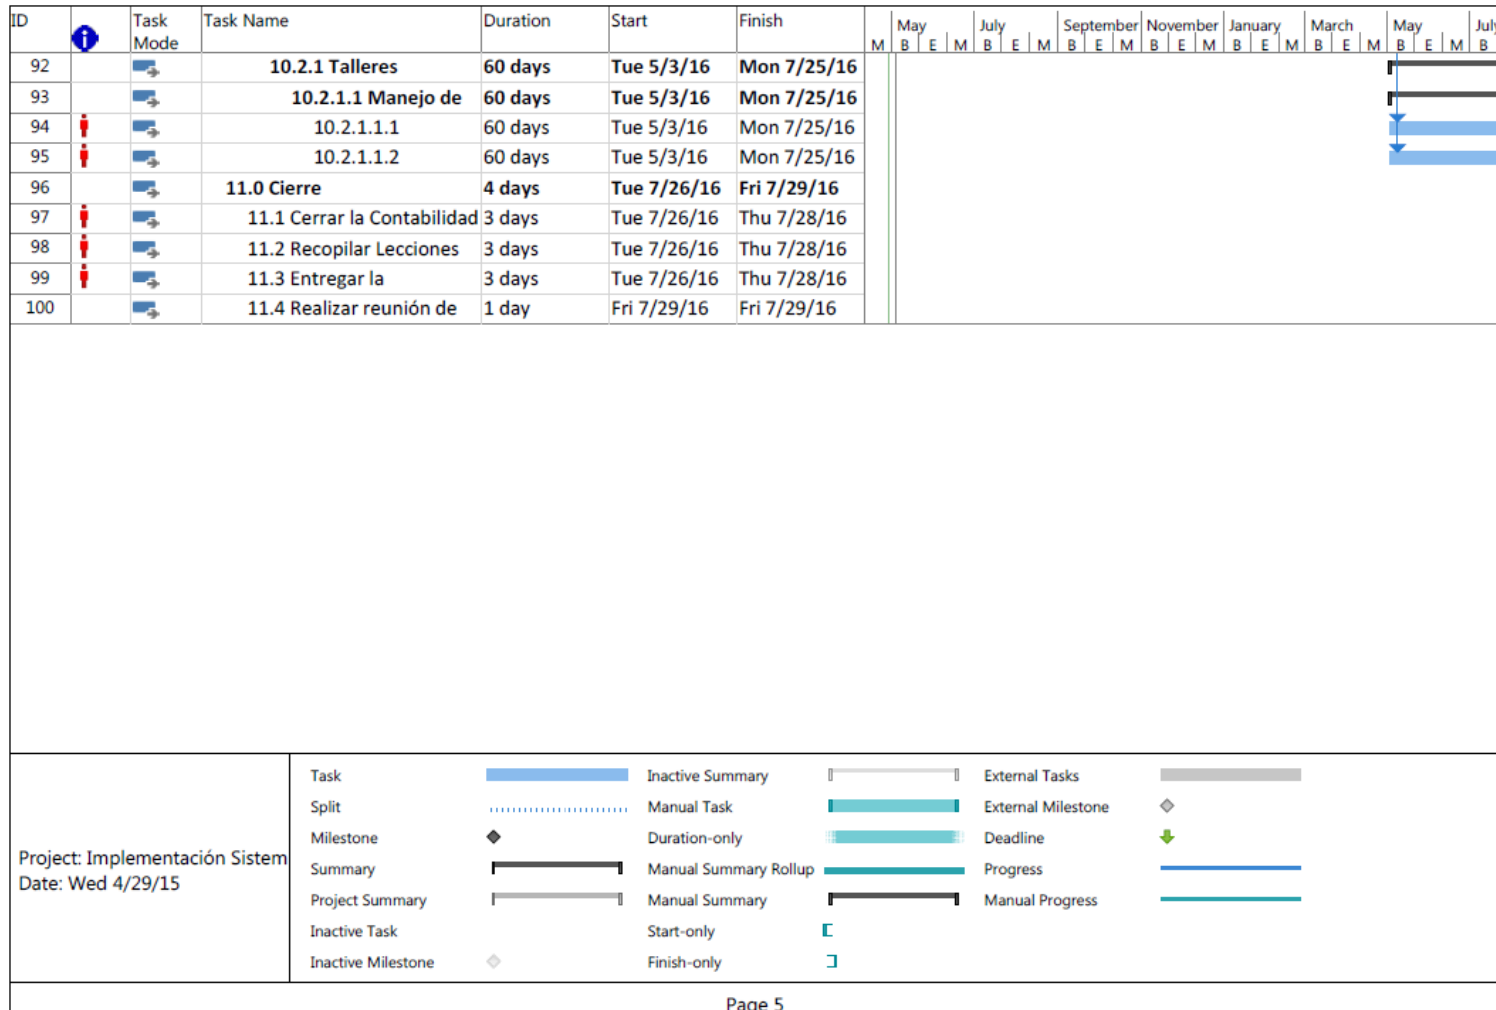 ID Task Mode Task Name Duration Start Finish May July September November January March May July
M B E M B E M B E M B E M B E M B E M B E M B
92 10.2.1 Talleres 60 days Tue 5/3/16 Mon 7/25/16
93 10.2.1.1 Manejo de 60 days Tue 5/3/16 Mon 7/25/16
94 10.2.1.1.1 60 days Tue 5/3/16 Mon 7/25/16
95 10.2.1.1.2 60 days Tue 5/3/16 Mon 7/25/16
96 11.0 Cierre 4 days Tue 7/26/16 Fri 7/29/16
97 11.1 Cerrar la Contabilidad 3 days Tue 7/26/16 Thu 7/28/16
98 11.2 Recopilar Lecciones 3 days Tue 7/26/16 Thu 7/28/16
99 11.3 Entregar la 3 days Tue 7/26/16 Thu 7/28/16
100 11.4 Realizar reunión de 1 day Fri 7/29/16 Fri 7/29/16
Project: Implementación Sistem
Date: Wed 4/29/15
Task
Split
Milestone
Summary
Project Summary
Inactive Task
Inactive Milestone
Inactive Summary
Manual Task
Duration-only
Manual Summary Rollup
Manual Summary
Start-only
Finish-only
External Tasks
External Milestone
Deadline
Progress
Manual Progress
Page 5